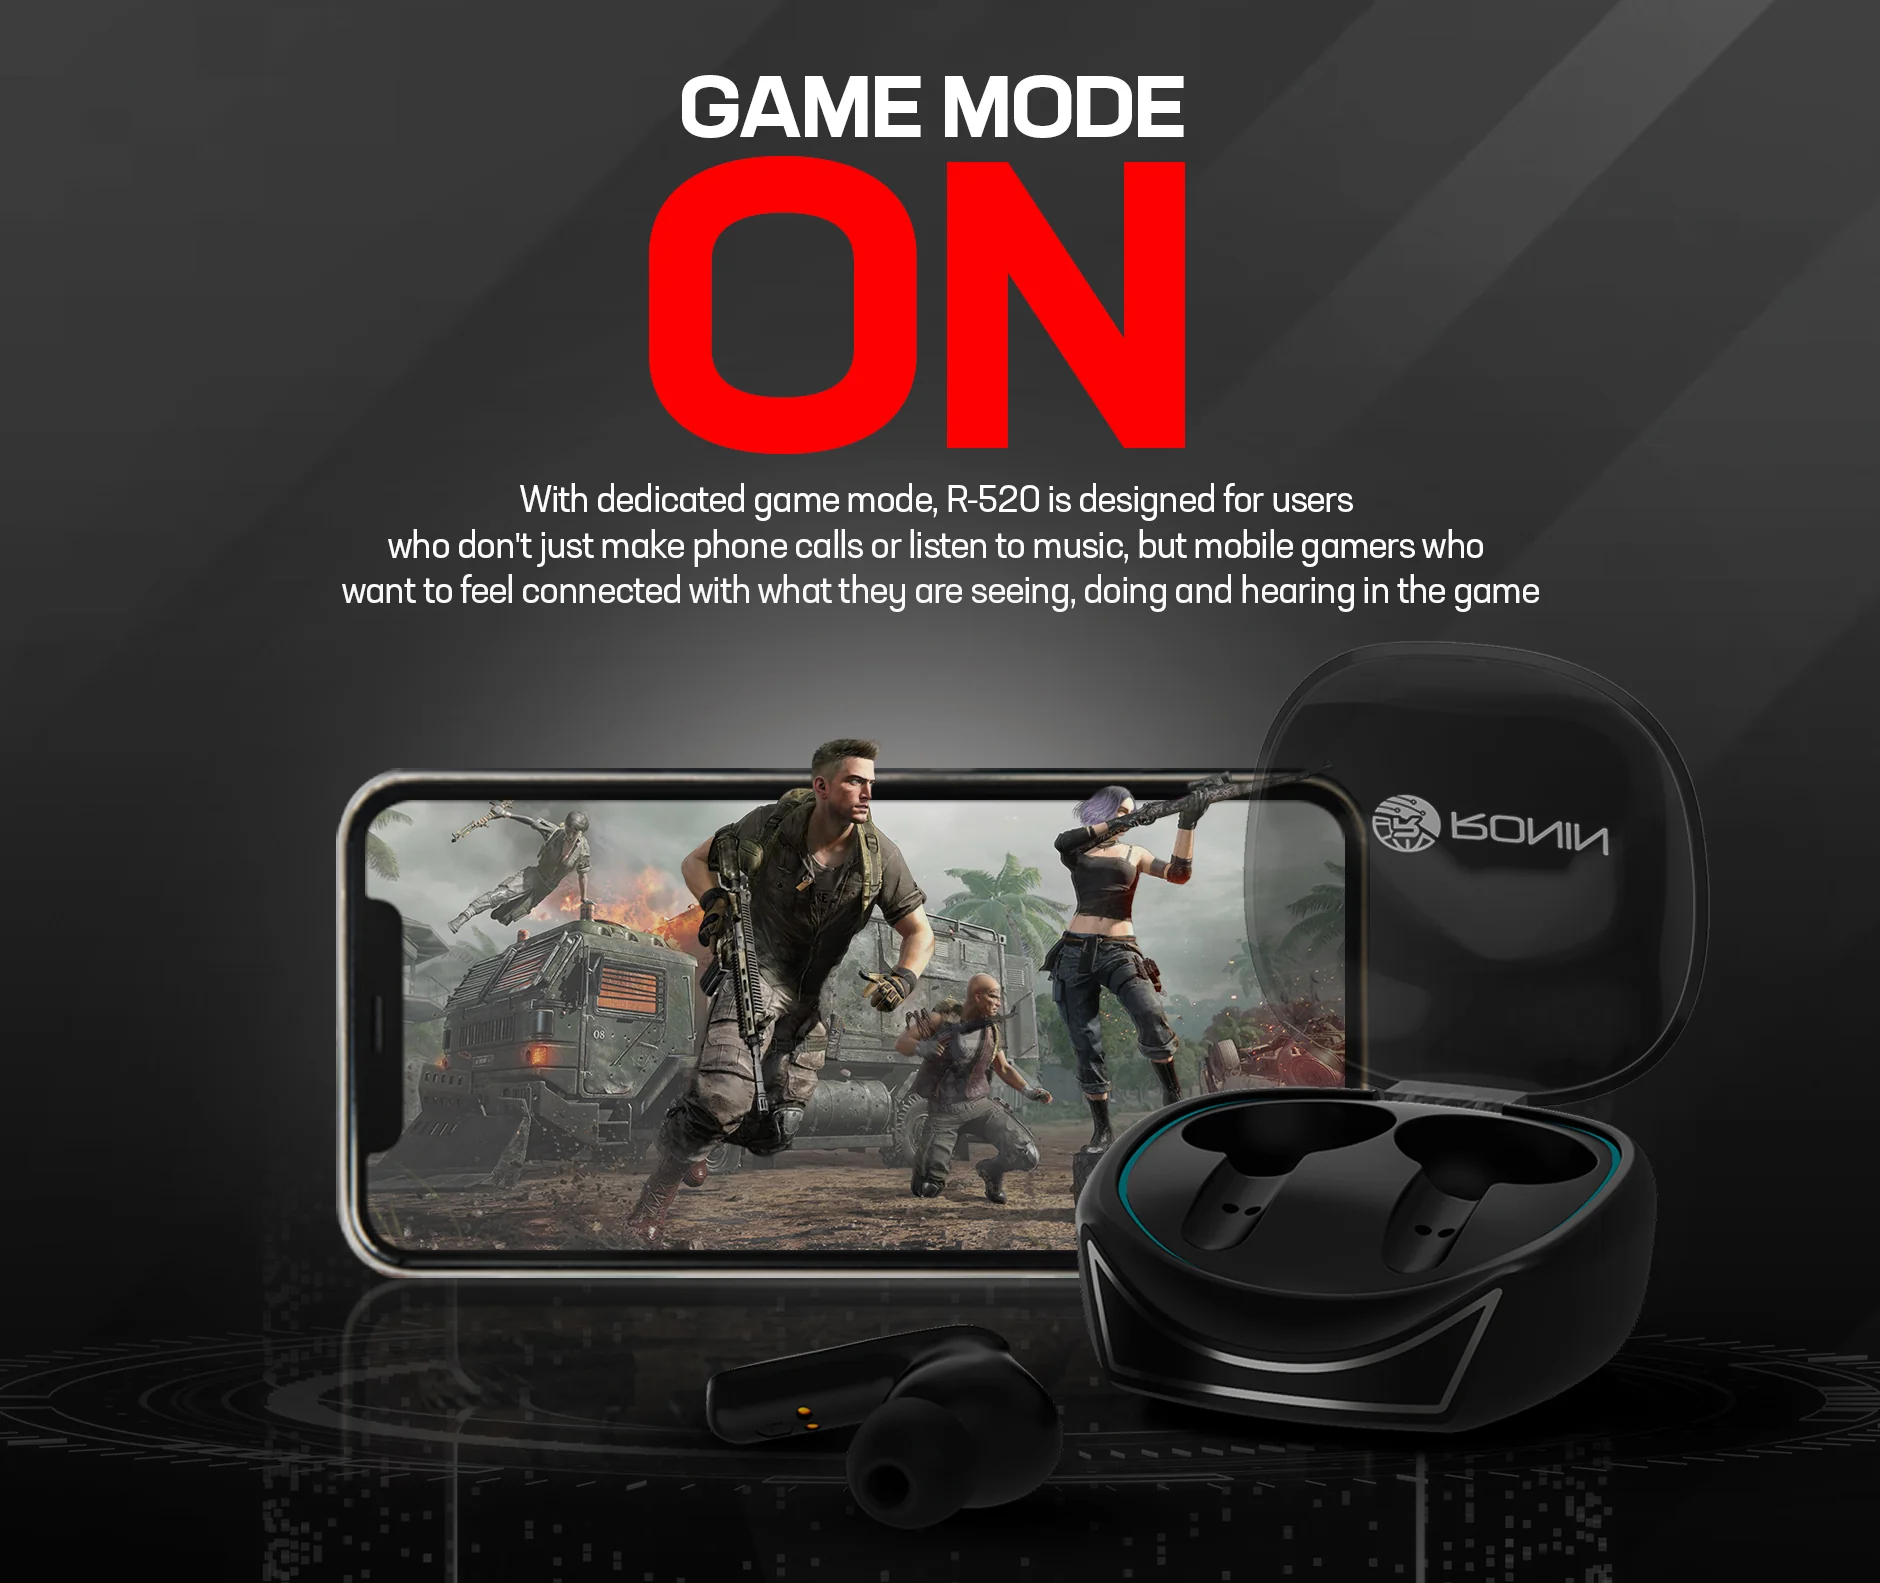 GAME MODE
ON
With dedicated game mode, R-520 is designed for users
who don't just make phone calls or listen to music, but mobile gamers who
want to feel connected with what they are seeing, doing and hearing in the game
RONIN
08